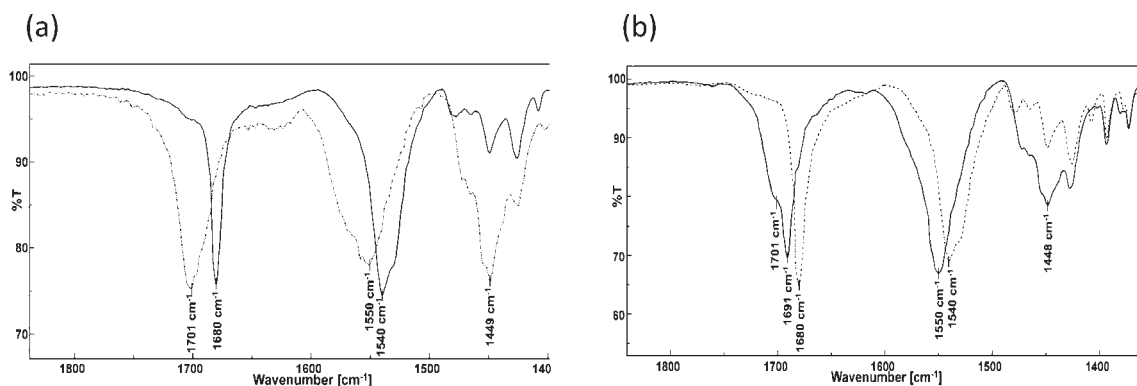 (a)
100
90
%T
80
70
1701 cm⁻¹
1680 cm⁻¹
1550 cm⁻¹
1540 cm⁻¹
1449 cm⁻¹
1800
1700
1600
1500
1400
Wavenumber [cm⁻¹]
(b)
100
90
80
%T
70
60
1701 cm⁻¹
1691 cm⁻¹
1680 cm⁻¹
1550 cm⁻¹
1540 cm⁻¹
1448 cm⁻¹
1800
1700
1600
1500
1400
Wavenumber [cm⁻¹]